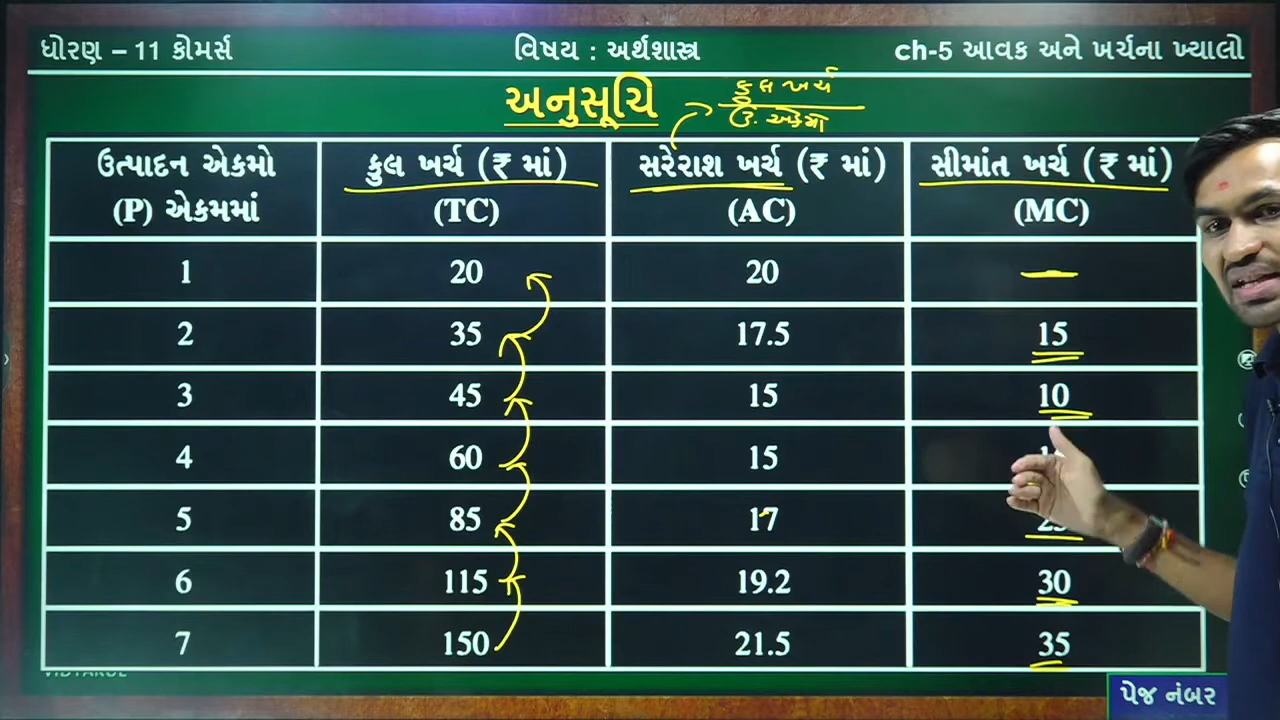 ધોરણ – 11 કોમર્સ વિષય : અર્થશાસ્ત્ર ch-5 આવક અને ખર્ચના ખ્યાલો
અનુસૂચિ
કુલ ખર્ચ
ઉ. એકમો
ઉત્પાદન એકમો (P) એકમમાં કુલ ખર્ચ (₹ માં) (TC) સરેરાશ ખર્ચ (₹ માં) (AC) સીમાંત ખર્ચ (₹ માં) (MC)
1 20 20 —
2 35 17.5 15
3 45 15 10
4 60 15
5 85 17
6 115 19.2 30
7 150 21.5 35
પેજ નંબર